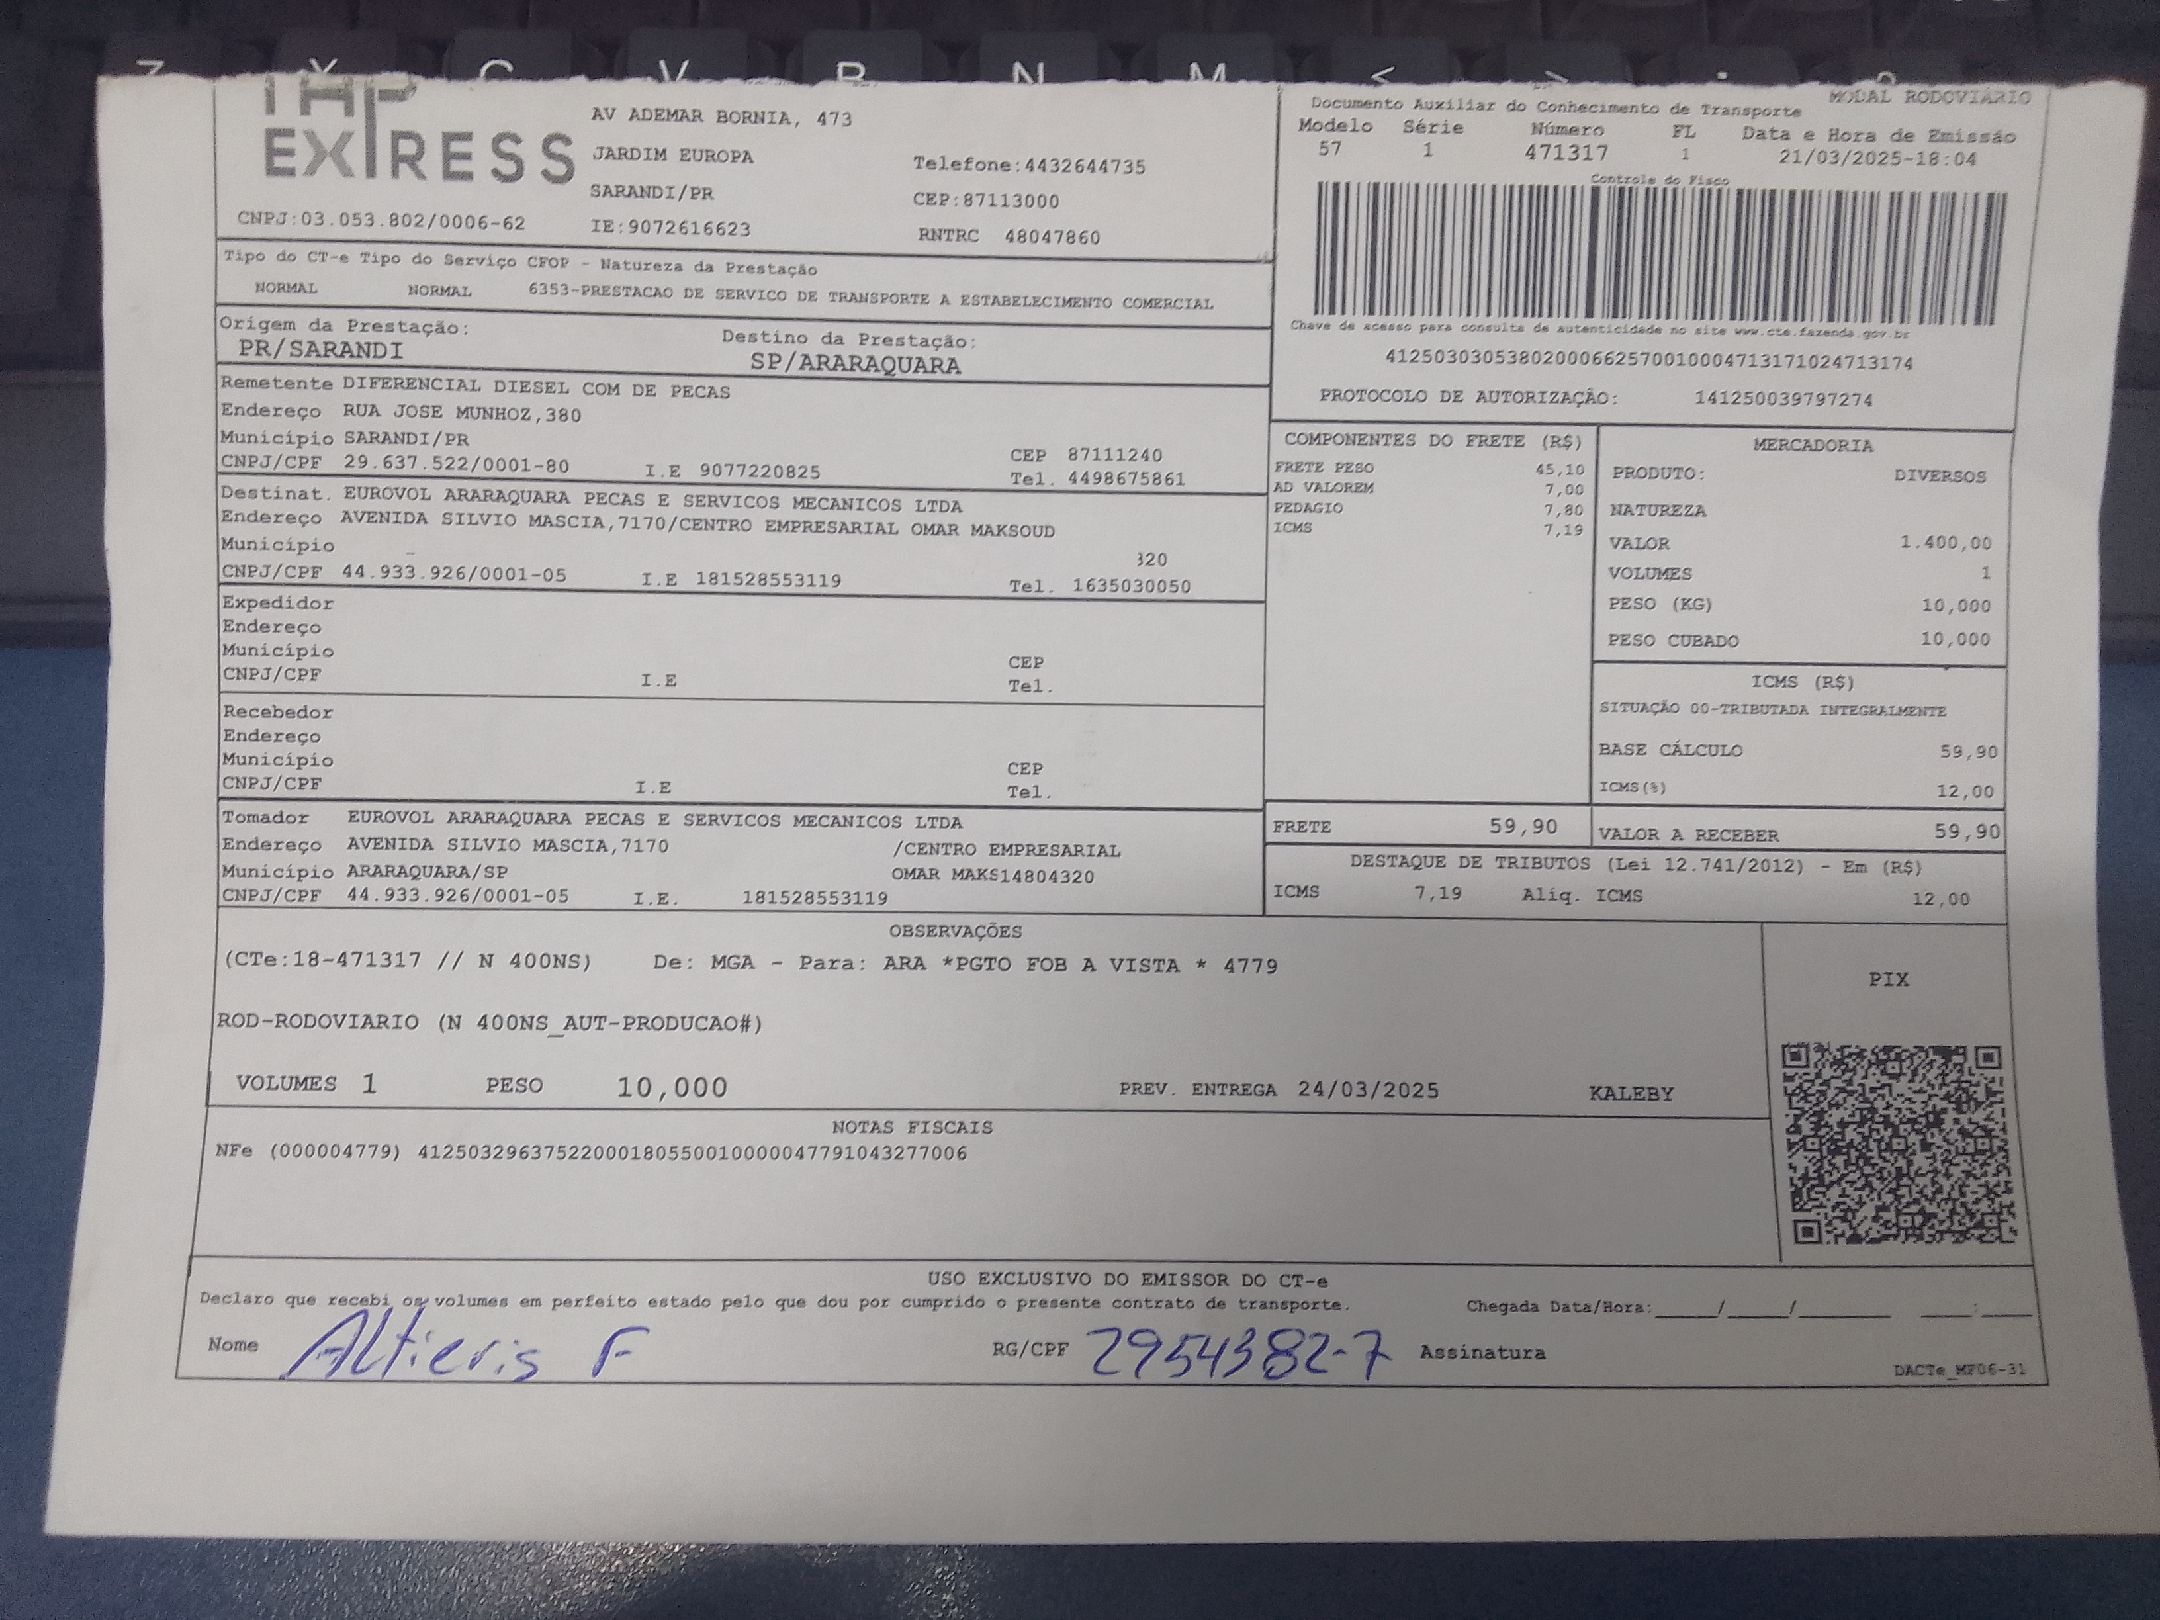 Z X C V B N M < >
THP
EXPRESS
CNPJ:03.053.802/0006-62
AV ADEMAR BORNIA, 473
JARDIM EUROPA
SARANDI/PR
IE:9072616623
Telefone:4432644735
CEP:87113000
RNTRC 48047860
MODAL RODOVIÁRIO
Documento Auxiliar do Conhecimento de Transporte
Modelo Série Número FL Data e Hora de Emissão
57 1 471317 1 21/03/2025-18:04
Controle do Fisco
Chave de acesso para consulta de autenticidade no site www.cte.fazenda.gov.br
41250303053802000662570010004713171024713174
PROTOCOLO DE AUTORIZAÇÃO: 141250039797274
Tipo do CT-e Tipo do Serviço CFOP - Natureza da Prestação
NORMAL NORMAL 6353-PRESTACAO DE SERVICO DE TRANSPORTE A ESTABELECIMENTO COMERCIAL
Origem da Prestação: Destino da Prestação:
PR/SARANDI SP/ARARAQUARA
Remetente DIFERENCIAL DIESEL COM DE PECAS
Endereço RUA JOSE MUNHOZ,380
Município SARANDI/PR CEP 87111240
CNPJ/CPF 29.637.522/0001-80 I.E 9077220825 Tel. 4498675861
Destinat. EUROVOL ARARAQUARA PECAS E SERVICOS MECANICOS LTDA
Endereço AVENIDA SILVIO MASCIA,7170/CENTRO EMPRESARIAL OMAR MAKSOUD
Município 320
CNPJ/CPF 44.933.926/0001-05 I.E 181528553119 Tel. 1635030050
Expedidor
Endereço
Município CEP
CNPJ/CPF I.E Tel.
Recebedor
Endereço
Município CEP
CNPJ/CPF I.E Tel.
Tomador EUROVOL ARARAQUARA PECAS E SERVICOS MECANICOS LTDA
Endereço AVENIDA SILVIO MASCIA,7170 /CENTRO EMPRESARIAL
Município ARARAQUARA/SP OMAR MAKS14804320
CNPJ/CPF 44.933.926/0001-05 I.E. 181528553119
COMPONENTES DO FRETE (R$)
FRETE PESO 45,10
AD VALOREM 7,00
PEDAGIO 7,80
ICMS 7,19
MERCADORIA
PRODUTO: DIVERSOS
NATUREZA
VALOR 1.400,00
VOLUMES 1
PESO (KG) 10,000
PESO CUBADO 10,000
ICMS (R$)
SITUAÇÃO 00-TRIBUTADA INTEGRALMENTE
BASE CÁLCULO 59,90
ICMS(%) 12,00
FRETE 59,90 VALOR A RECEBER 59,90
DESTAQUE DE TRIBUTOS (Lei 12.741/2012) - Em (R$)
ICMS 7,19 Aliq. ICMS 12,00
OBSERVAÇÕES
(CTe:18-471317 // N 400NS) De: MGA - Para: ARA *PGTO FOB A VISTA * 4779
ROD-RODOVIARIO (N 400NS_AUT-PRODUCAO#)
VOLUMES 1 PESO 10,000 PREV. ENTREGA 24/03/2025 KALEBY
PIX
NOTAS FISCAIS
NFe (000004779) 41250329637522000180550010000047791043277006
USO EXCLUSIVO DO EMISSOR DO CT-e
Declaro que recebi os volumes em perfeito estado pelo que dou por cumprido o presente contrato de transporte. Chegada Data/Hora:____/____/______ ___:___
Nome Altieris F RG/CPF 2954382-7 Assinatura
DACTe_MF06-31